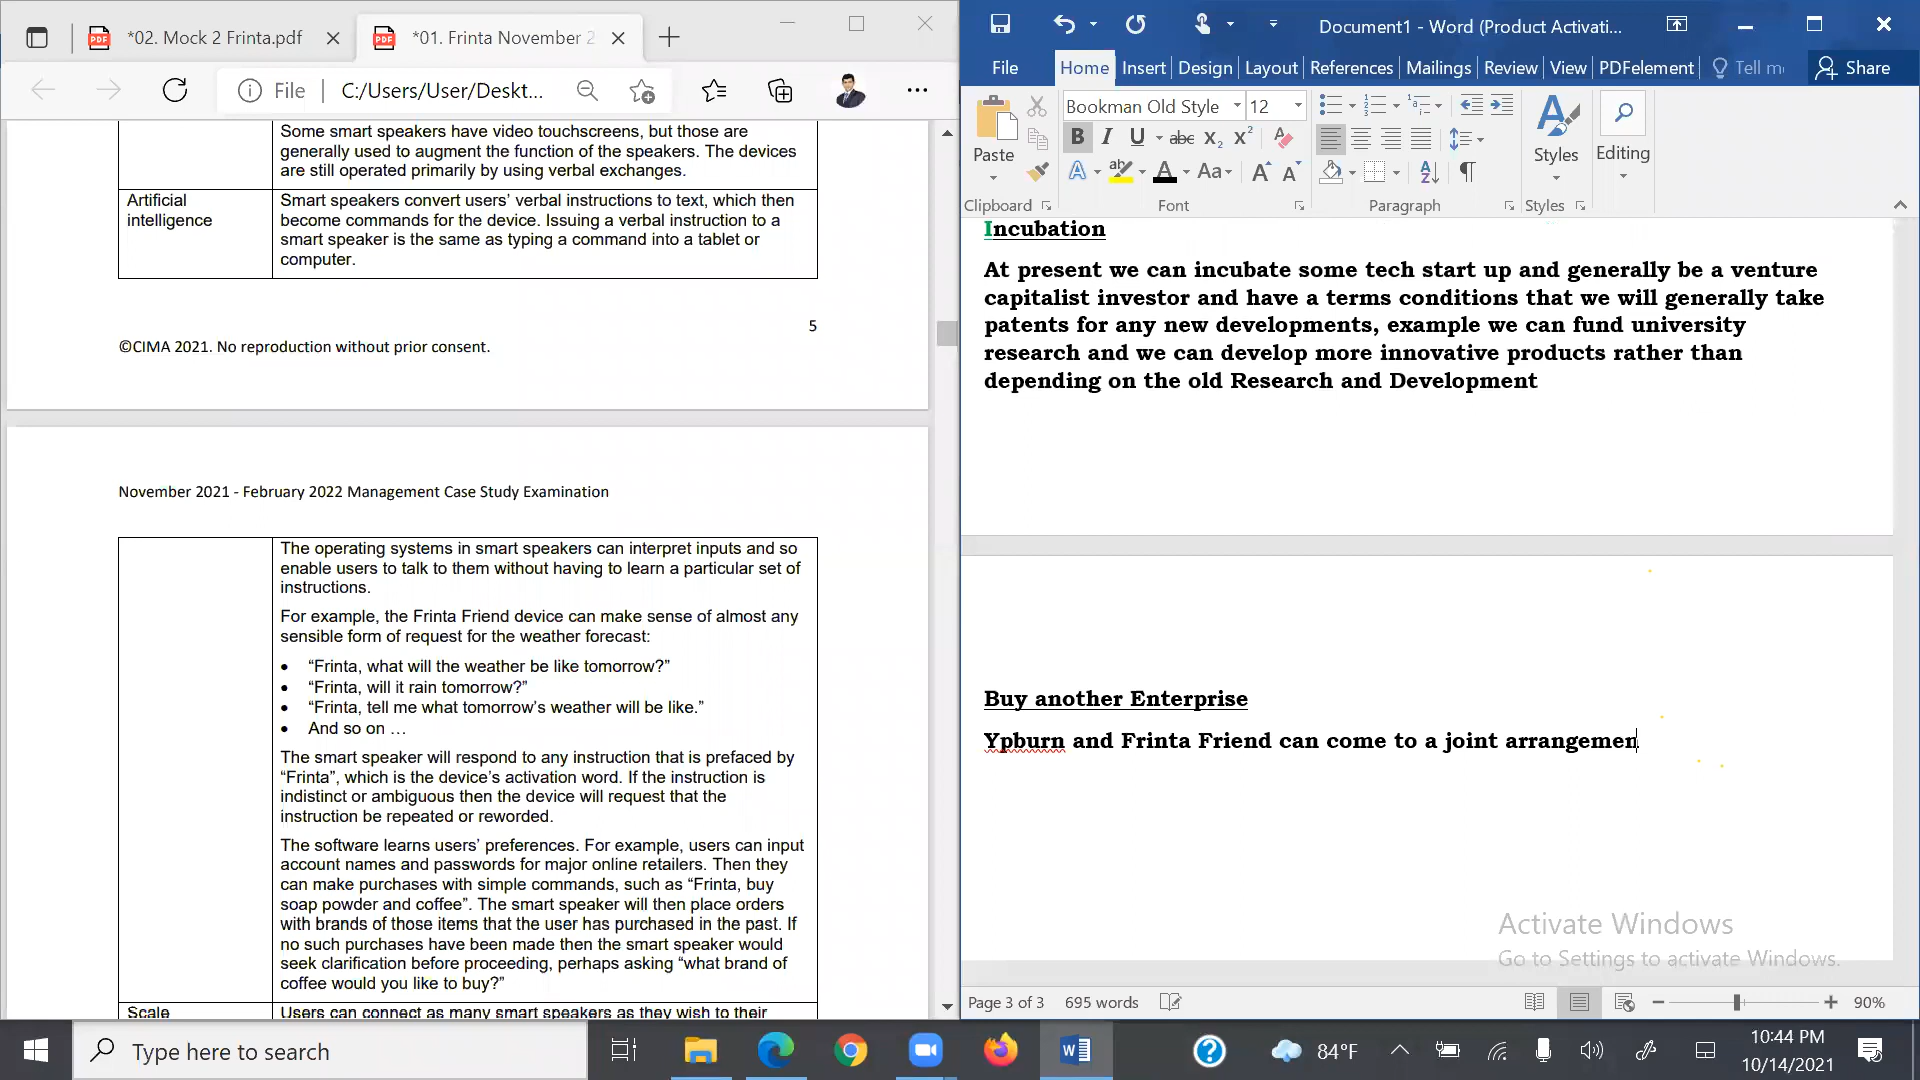 *02. Mock 2 Frinta.pdf
*01. Frinta November 2
File
C:/Users/User/Deskt...
Some smart speakers have video touchscreens, but those are
generally used to augment the function of the speakers. The devices
are still operated primarily by using verbal exchanges.
Artificial
intelligence
Smart speakers convert users’ verbal instructions to text, which then
become commands for the device. Issuing a verbal instruction to a
smart speaker is the same as typing a command into a tablet or
computer.
5
©CIMA 2021. No reproduction without prior consent.
November 2021 - February 2022 Management Case Study Examination
The operating systems in smart speakers can interpret inputs and so
enable users to talk to them without having to learn a particular set of
instructions.
For example, the Frinta Friend device can make sense of almost any
sensible form of request for the weather forecast:
• “Frinta, what will the weather be like tomorrow?”
• “Frinta, will it rain tomorrow?”
• “Frinta, tell me what tomorrow’s weather will be like.”
• And so on …
The smart speaker will respond to any instruction that is prefaced by
“Frinta”, which is the device’s activation word. If the instruction is
indistinct or ambiguous then the device will request that the
instruction be repeated or reworded.
The software learns users’ preferences. For example, users can input
account names and passwords for major online retailers. Then they
can make purchases with simple commands, such as “Frinta, buy
soap powder and coffee”. The smart speaker will then place orders
with brands of those items that the user has purchased in the past. If
no such purchases have been made then the smart speaker would
seek clarification before proceeding, perhaps asking “what brand of
coffee would you like to buy?”
Scale
Users can connect as many smart speakers as they wish to their
Document1 - Word (Product Activati...
File Home Insert Design Layout References Mailings Review View PDFelement Tell me Share
Bookman Old Style 12
Paste
Styles
Editing
Clipboard Font Paragraph Styles
Incubation
At present we can incubate some tech start up and generally be a venture
capitalist investor and have a terms conditions that we will generally take
patents for any new developments, example we can fund university
research and we can develop more innovative products rather than
depending on the old Research and Development
Buy another Enterprise
Ypburn and Frinta Friend can come to a joint arrangemen
Activate Windows
Go to Settings to activate Windows.
Page 3 of 3 695 words 90%
Type here to search
84°F
10:44 PM
10/14/2021